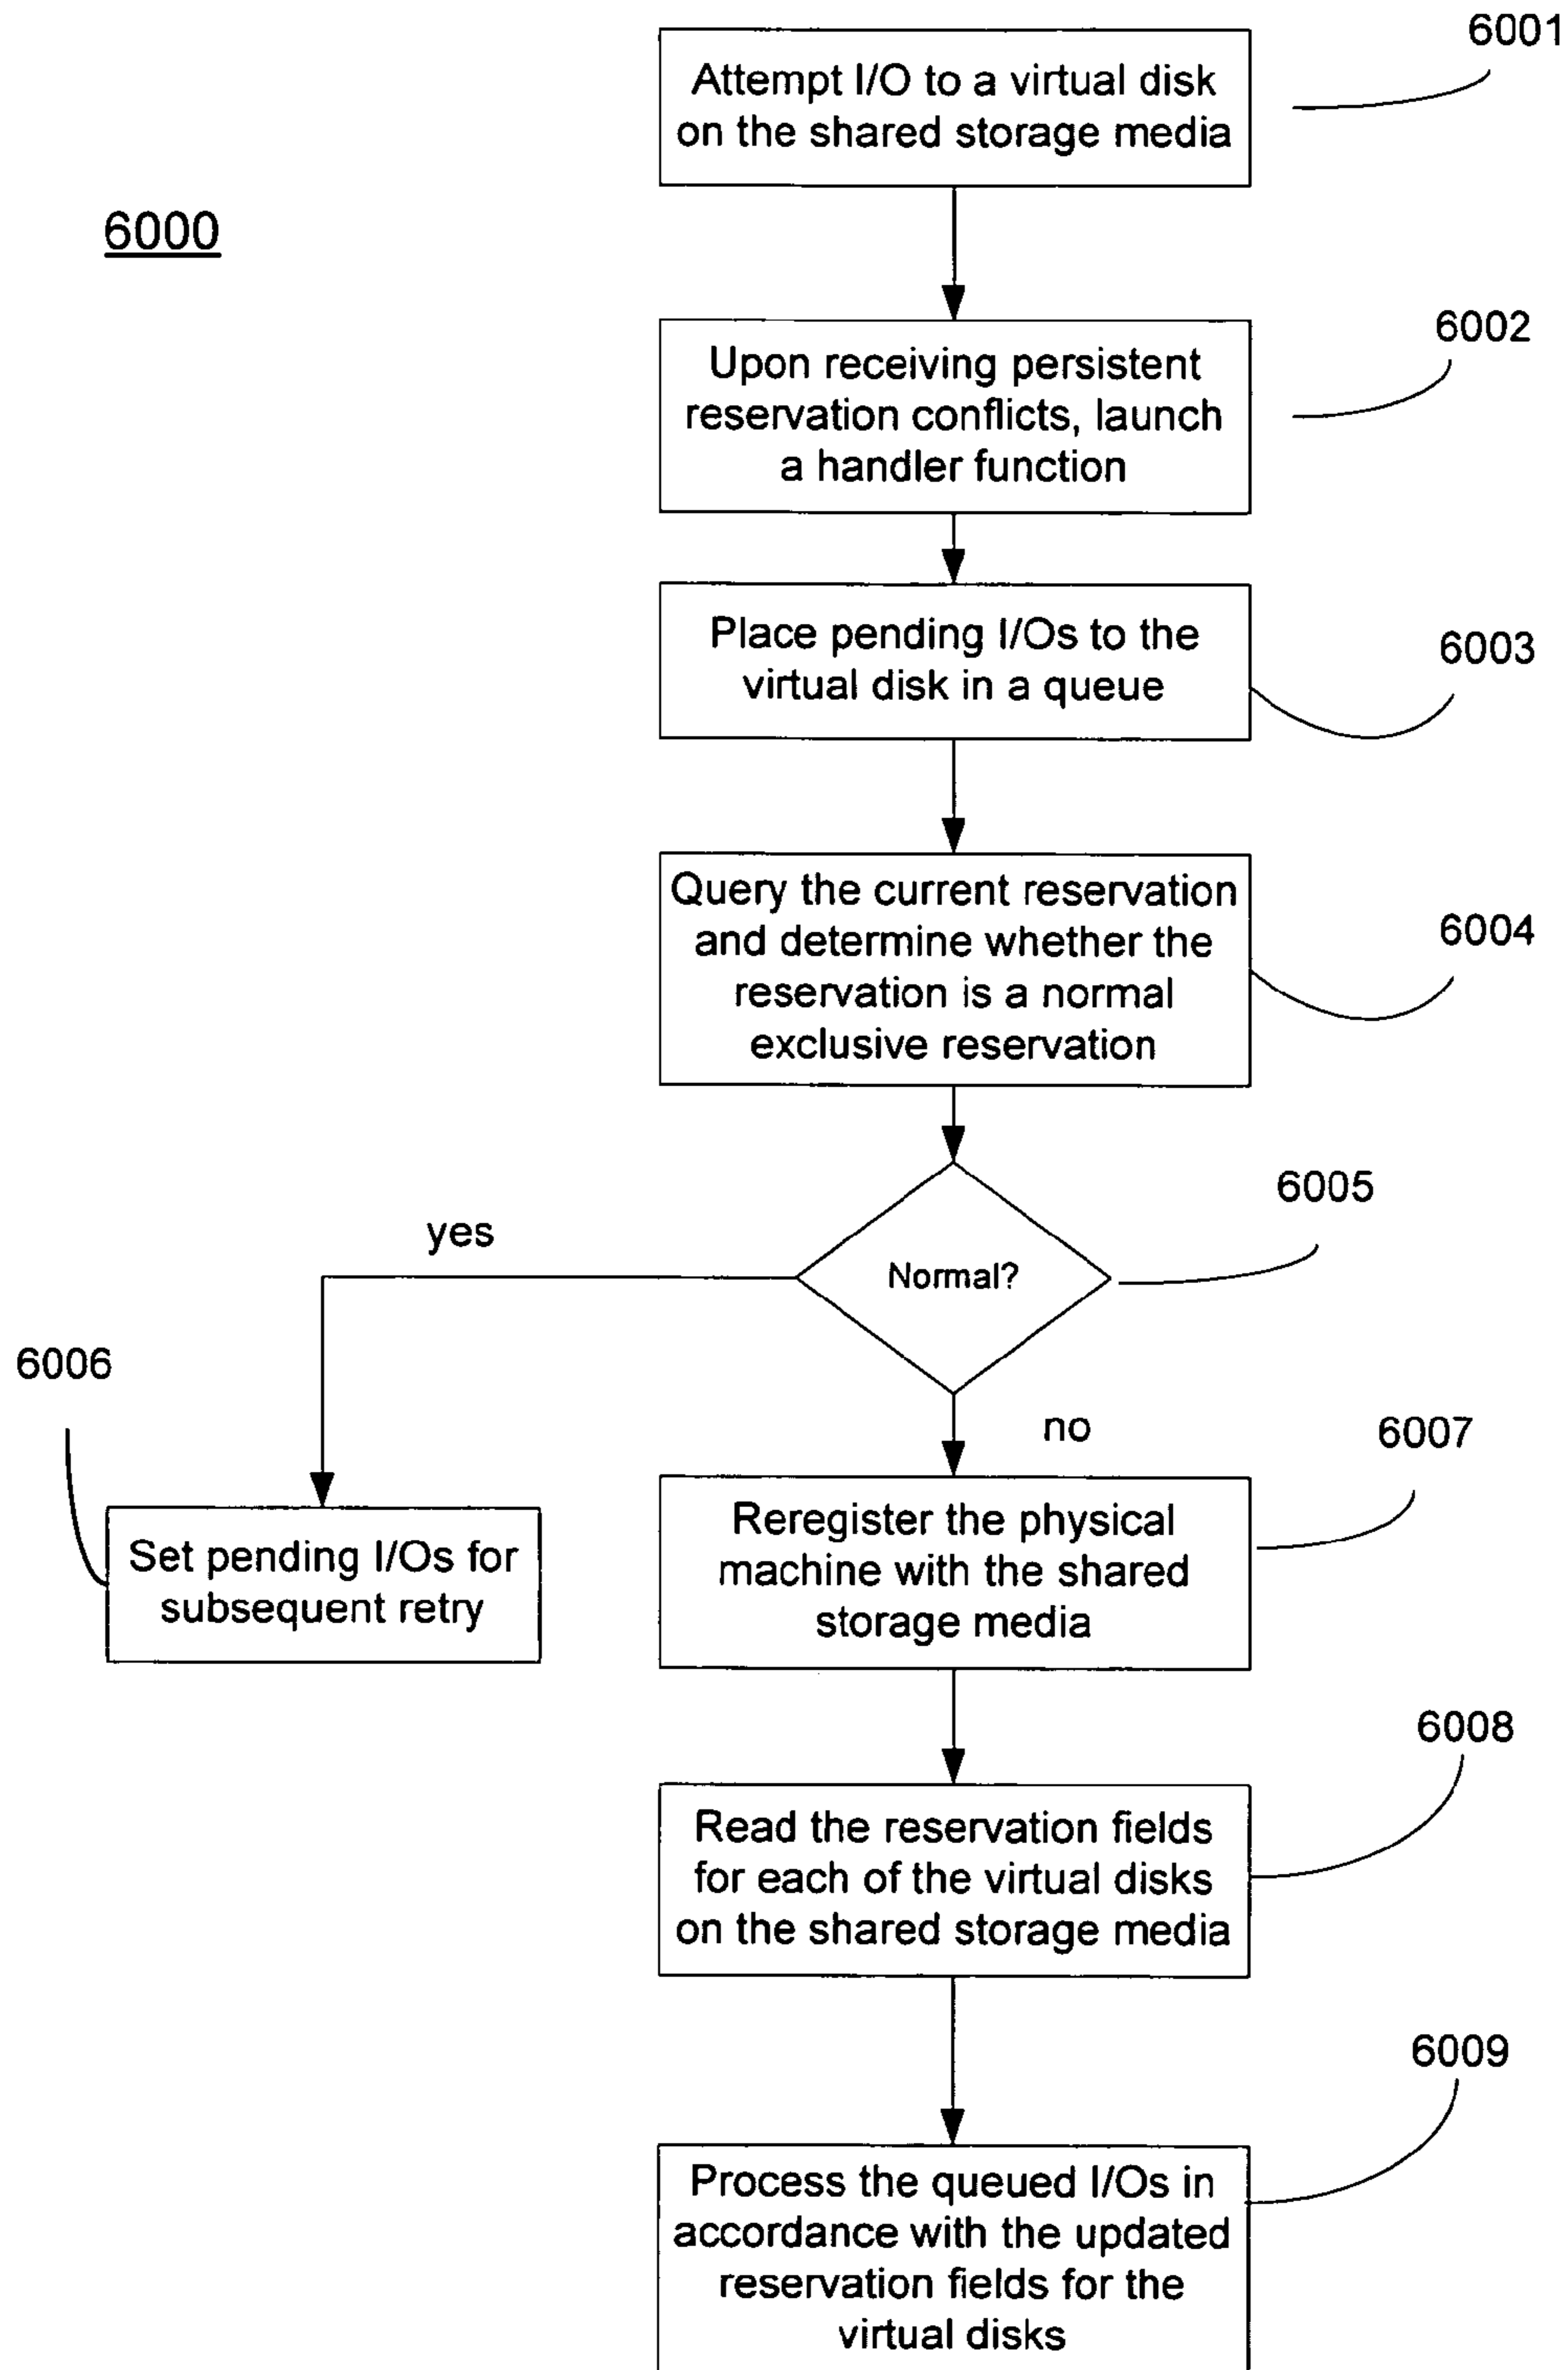 6001
Attempt I/O to a virtual disk
on the shared storage media
6000
6002
Upon receiving persistent
reservation conflicts, launch
a handler function
6003
Place pending I/Os to the
virtual disk in a queue
6004
Query the current reservation
and determine whether the
reservation is a normal
exclusive reservation
6005
yes
Normal?
6006
no
6007
Set pending I/Os for
subsequent retry
Reregister the physical
machine with the shared
storage media
6008
Read the reservation fields
for each of the virtual disks
on the shared storage media
6009
Process the queued I/Os in
accordance with the updated
reservation fields for the
virtual disks